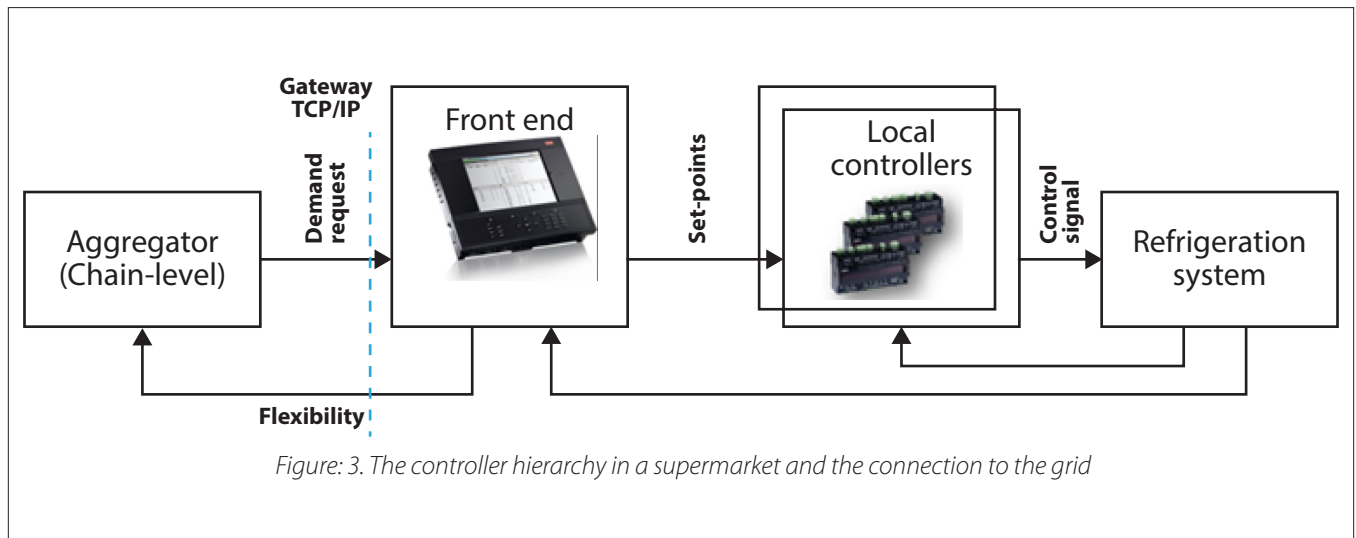 Gateway
TCP/IP
Front end
Local
controllers
Demand
request
Set-points
Control
signal
Aggregator
(Chain-level)
Refrigeration
system
Flexibility
Figure: 3. The controller hierarchy in a supermarket and the connection to the grid